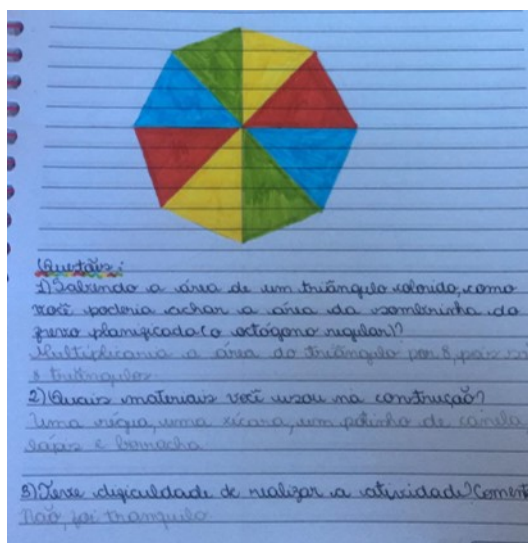 Questões:
1) Sabendo a área de um triângulo colorido, como
você poderia achar a área da sombrinha do
frevo planificada (o octógono regular)?
Multiplicaria a área do triângulo por 8, pois são
8 triângulos
2) Quais materiais você usou na construção?
Uma régua, uma xícara, um potinho de canela
lápis e borracha
3) Teve dificuldade de realizar a atividade? Coment
Não, foi tranquilo